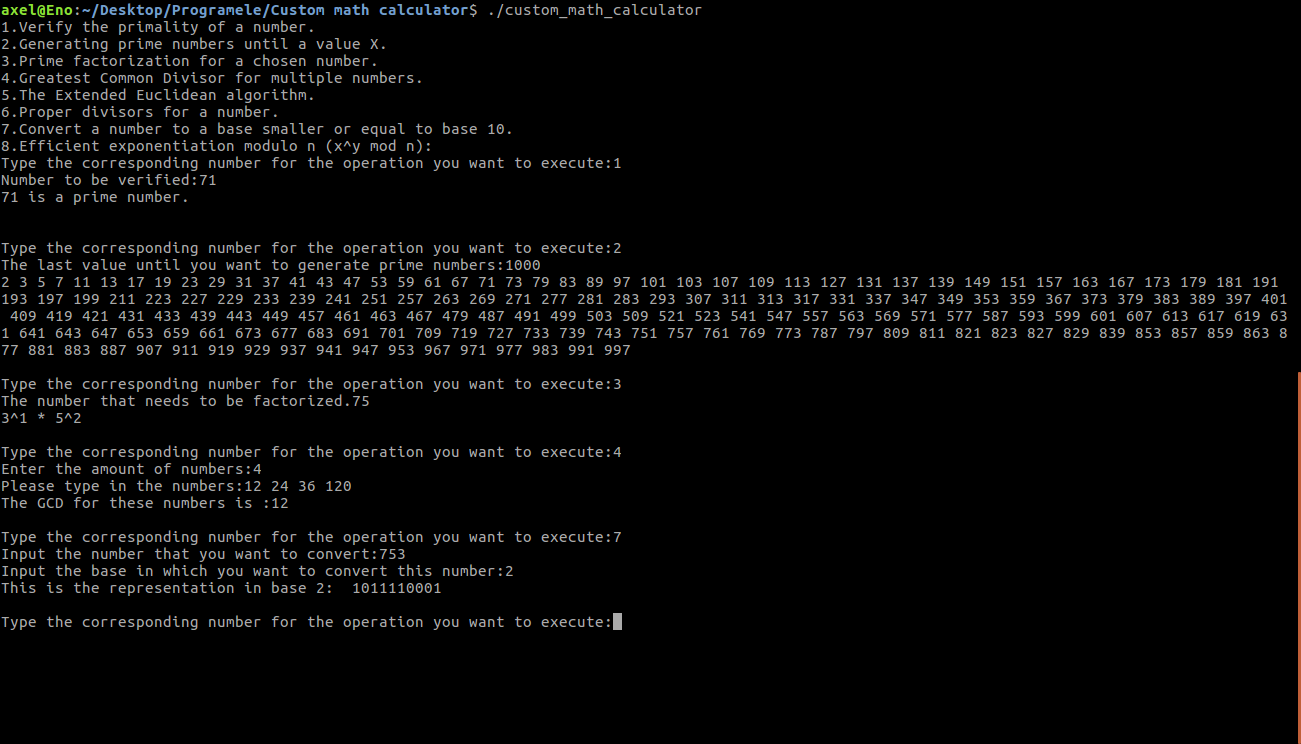 axel@Eno:~/Desktop/Programele/Custom math calculator$ ./custom_math_calculator
1.Verify the primality of a number.
2.Generating prime numbers until a value X.
3.Prime factorization for a chosen number.
4.Greatest Common Divisor for multiple numbers.
5.The Extended Euclidean algorithm.
6.Proper divisors for a number.
7.Convert a number to a base smaller or equal to base 10.
8.Efficient exponentiation modulo n (x^y mod n):
Type the corresponding number for the operation you want to execute:1
Number to be verified:71
71 is a prime number.
Type the corresponding number for the operation you want to execute:2
The last value until you want to generate prime numbers:1000
2 3 5 7 11 13 17 19 23 29 31 37 41 43 47 53 59 61 67 71 73 79 83 89 97 101 103 107 109 113 127 131 137 139 149 151 157 163 167 173 179 181 191
193 197 199 211 223 227 229 233 239 241 251 257 263 269 271 277 281 283 293 307 311 313 317 331 337 347 349 353 359 367 373 379 383 389 397 401
409 419 421 431 433 439 443 449 457 461 463 467 479 487 491 499 503 509 521 523 541 547 557 563 569 571 577 587 593 599 601 607 613 617 619 63
1 641 643 647 653 659 661 673 677 683 691 701 709 719 727 733 739 743 751 757 761 769 773 787 797 809 811 821 823 827 829 839 853 857 859 863 8
77 881 883 887 907 911 919 929 937 941 947 953 967 971 977 983 991 997
Type the corresponding number for the operation you want to execute:3
The number that needs to be factorized.75
3^1 * 5^2
Type the corresponding number for the operation you want to execute:4
Enter the amount of numbers:4
Please type in the numbers:12 24 36 120
The GCD for these numbers is :12
Type the corresponding number for the operation you want to execute:7
Input the number that you want to convert:753
Input the base in which you want to convert this number:2
This is the representation in base 2:  1011110001
Type the corresponding number for the operation you want to execute: